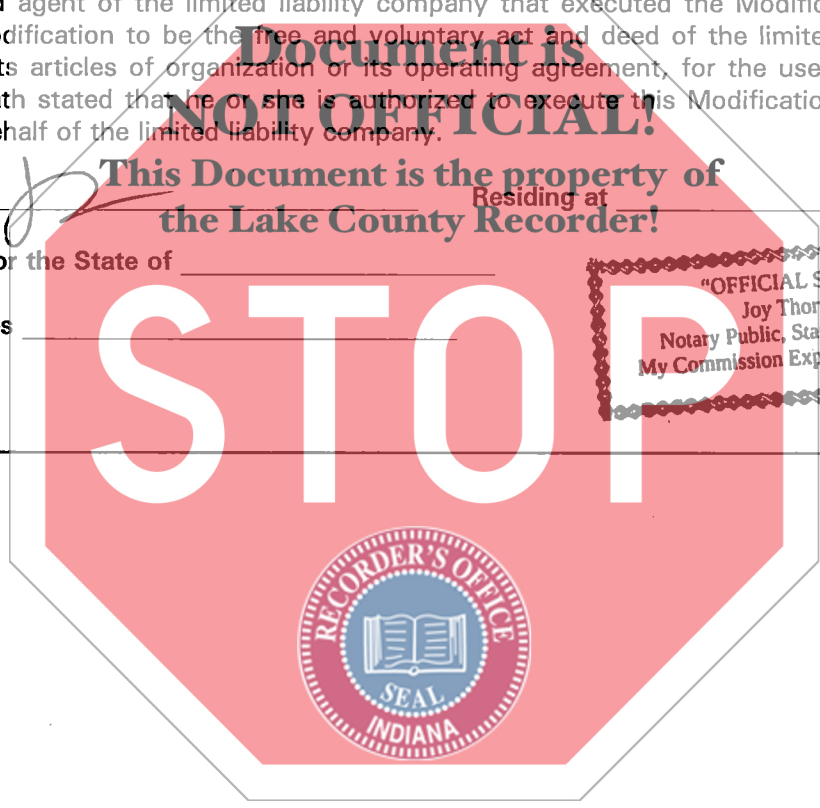 agent of the limited liability company that executed the Modific
dification to be the free and voluntary act and deed of the limite
ts articles of organization or its operating agreement, for the use
th stated that he or she is authorized to execute this Modificatio
ehalf of the limited liability company.
Document is
NOT OFFICIAL!
This Document is the property of
the Lake County Recorder!
Residing at
or the State of
s
"OFFICIAL S
Joy Thor
Notary Public, Sta
My Commission Exp
STOP
RECORDER'S OFFICE
SEAL
INDIANA